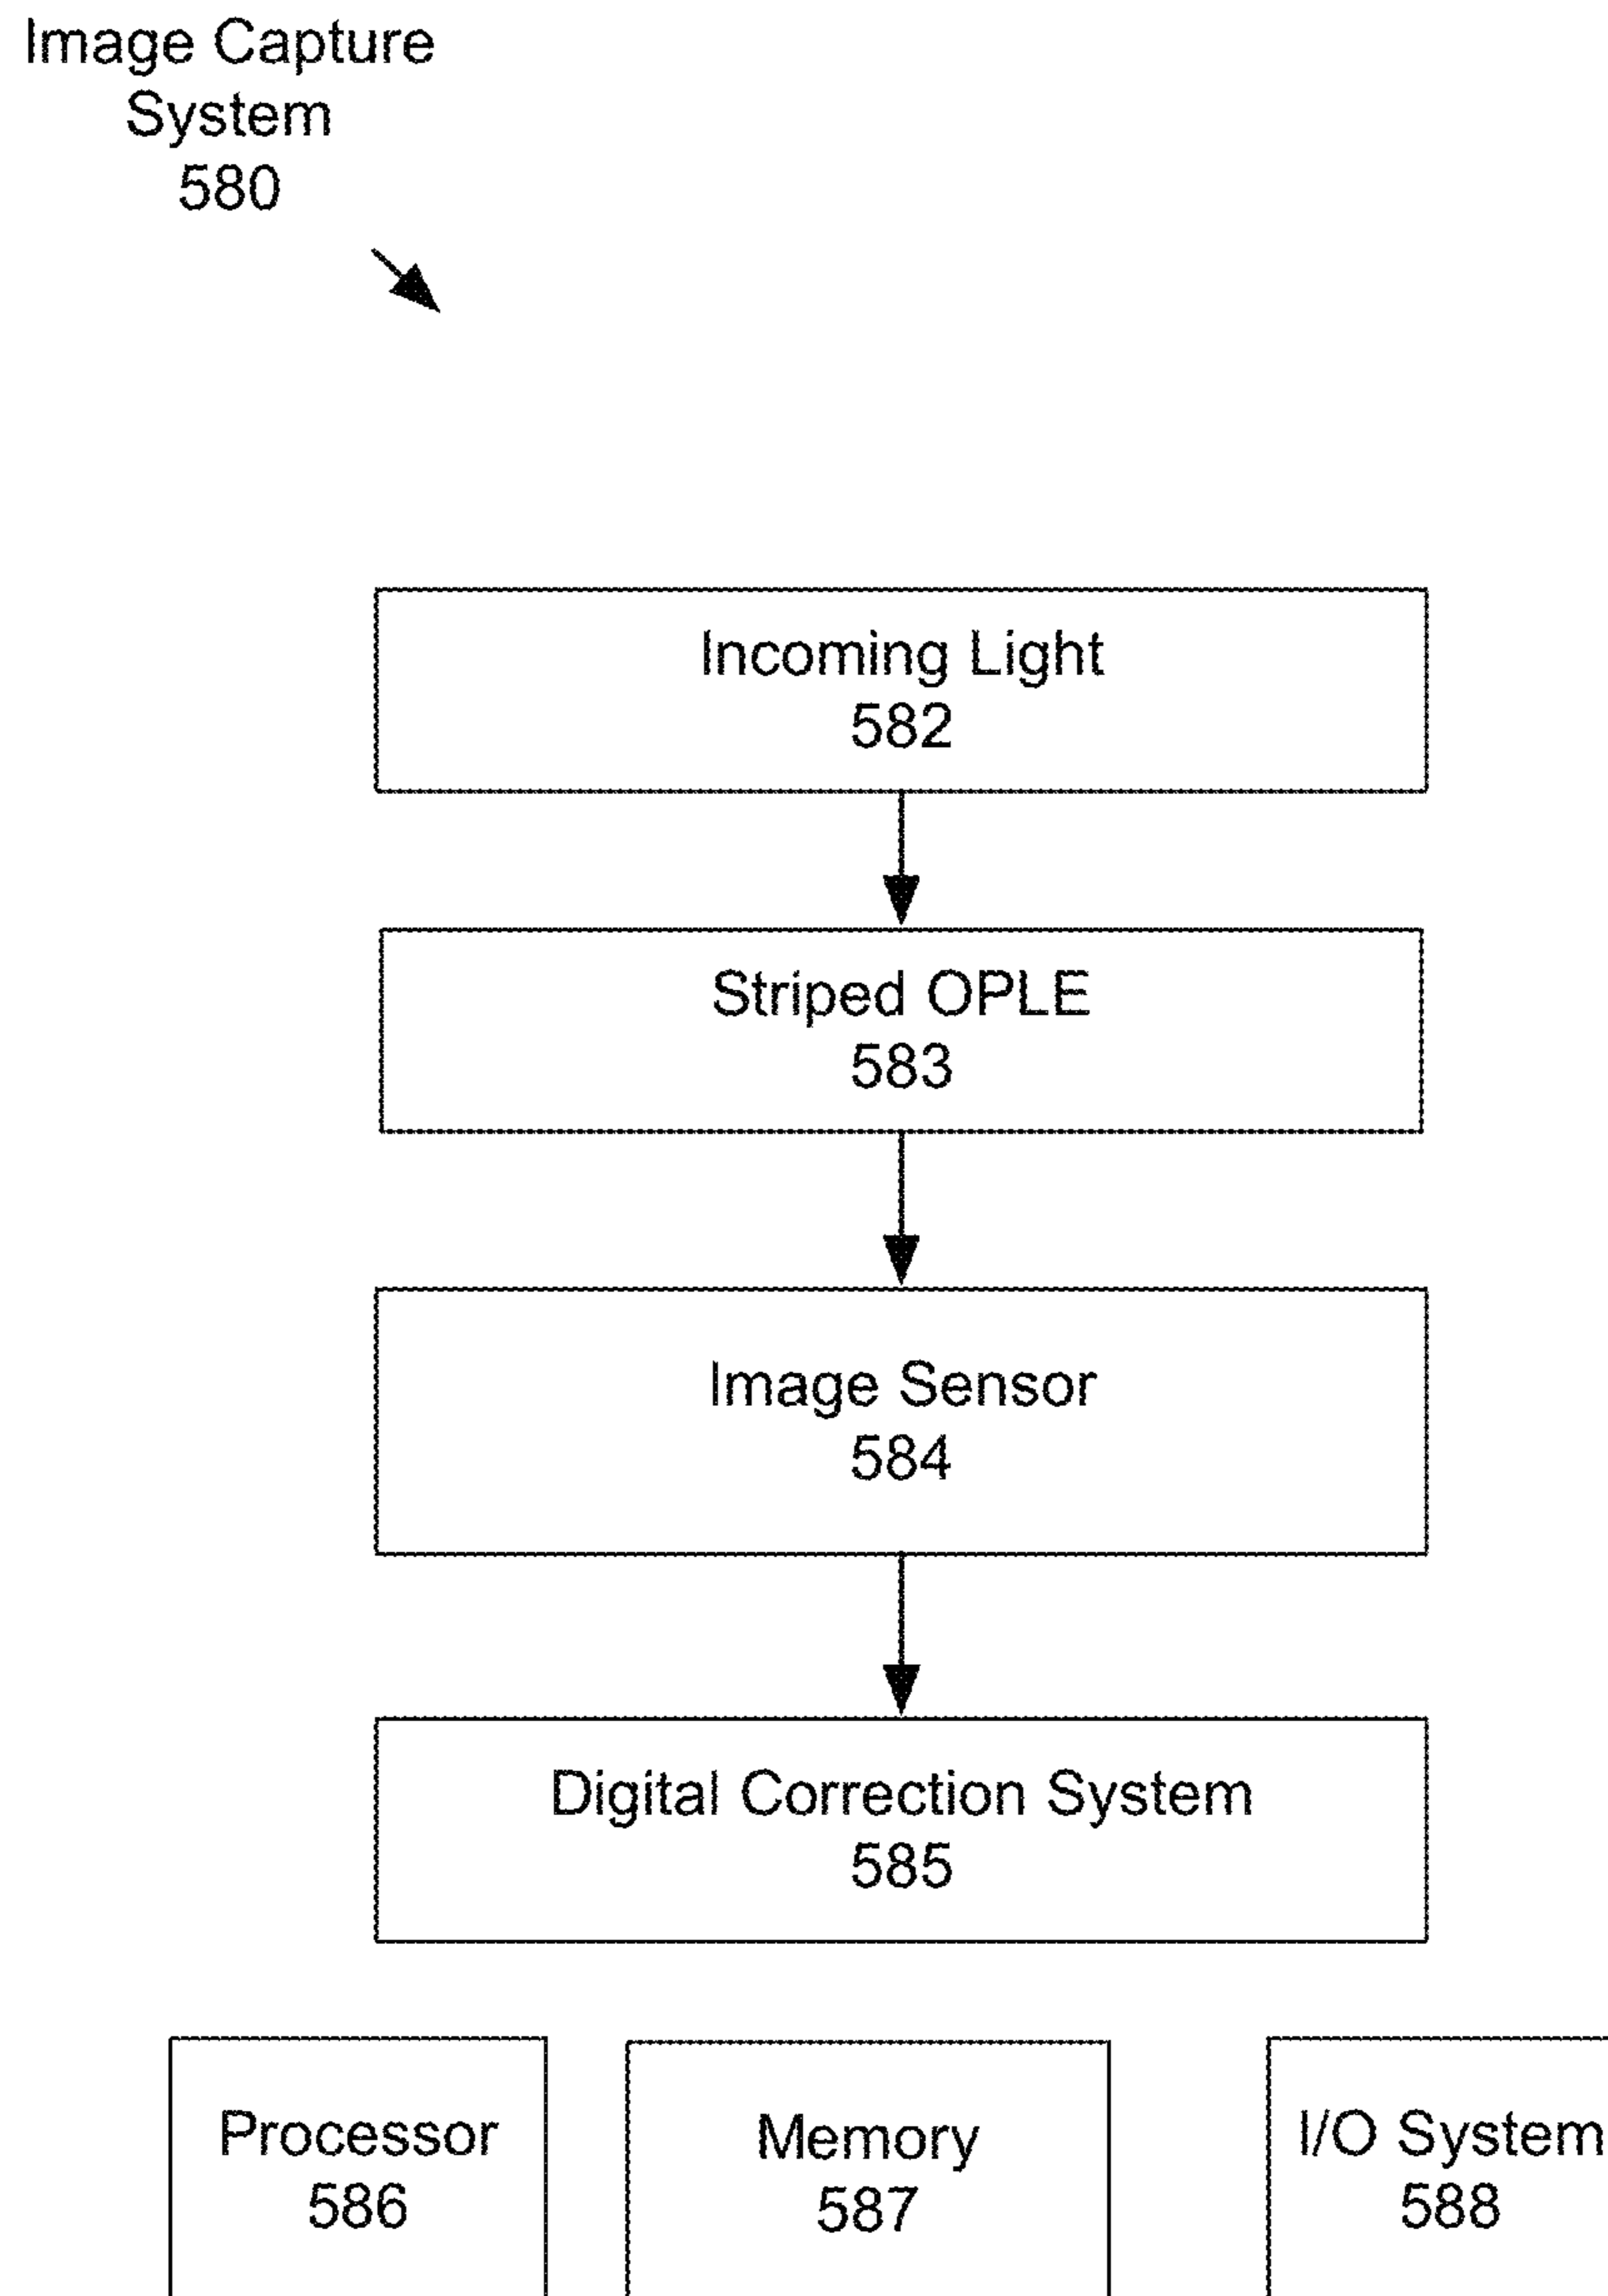 Image Capture
System
580
Incoming Light
582
Striped OPLE
583
Image Sensor
584
Digital Correction System
585
Processor
586
Memory
587
I/O System
588